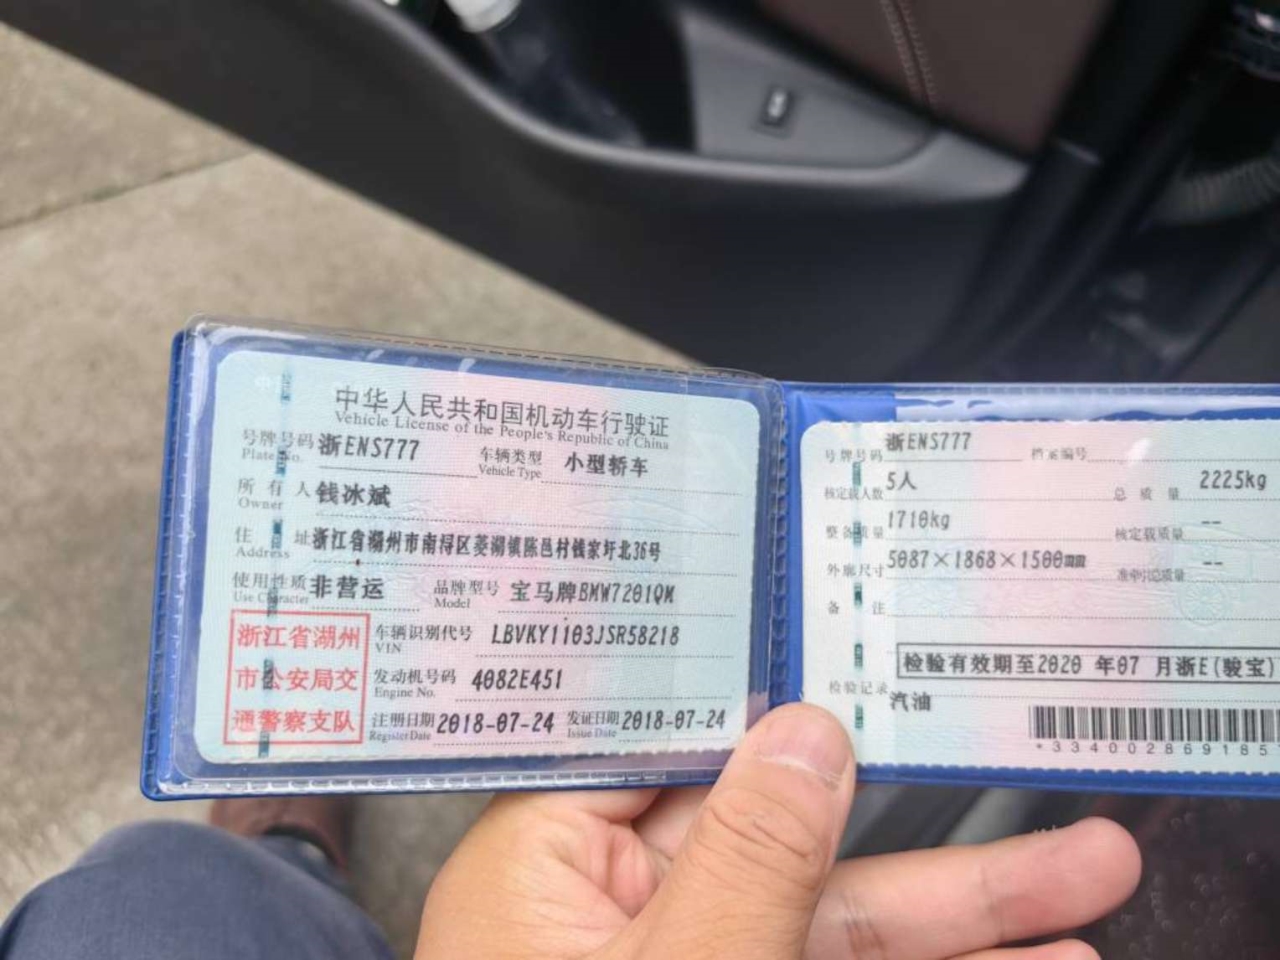 中华人民共和国机动车行驶证
Vehicle License of the People's Republic of China
号牌号码 浙ENS777 车辆类型 小型轿车
Plate No. Vehicle Type
所有人 钱冰斌
Owner
住址 浙江省湖州市南浔区菱湖镇陈邑村钱家圩北36号
Address
使用性质 非营运 品牌型号 宝马牌BMW7201QM
Use Character Model
浙江省湖州
市公安局交
通警察支队
车辆识别代号 LBVKY1103JSR58218
VIN
发动机号码 4082E451
Engine No.
注册日期 2018-07-24 发证日期 2018-07-24
Register Date Issue Date
号牌号码 浙ENS777 档案编号
核定载人数 5人 总质量 2225kg
整备质量 1710kg 核定载质量 --
外廓尺寸 5087×1868×1500mm 准牵引总质量 --
备注
检验有效期至2020 年07 月浙E(骏宝)
检验记录
汽油
*334002869185